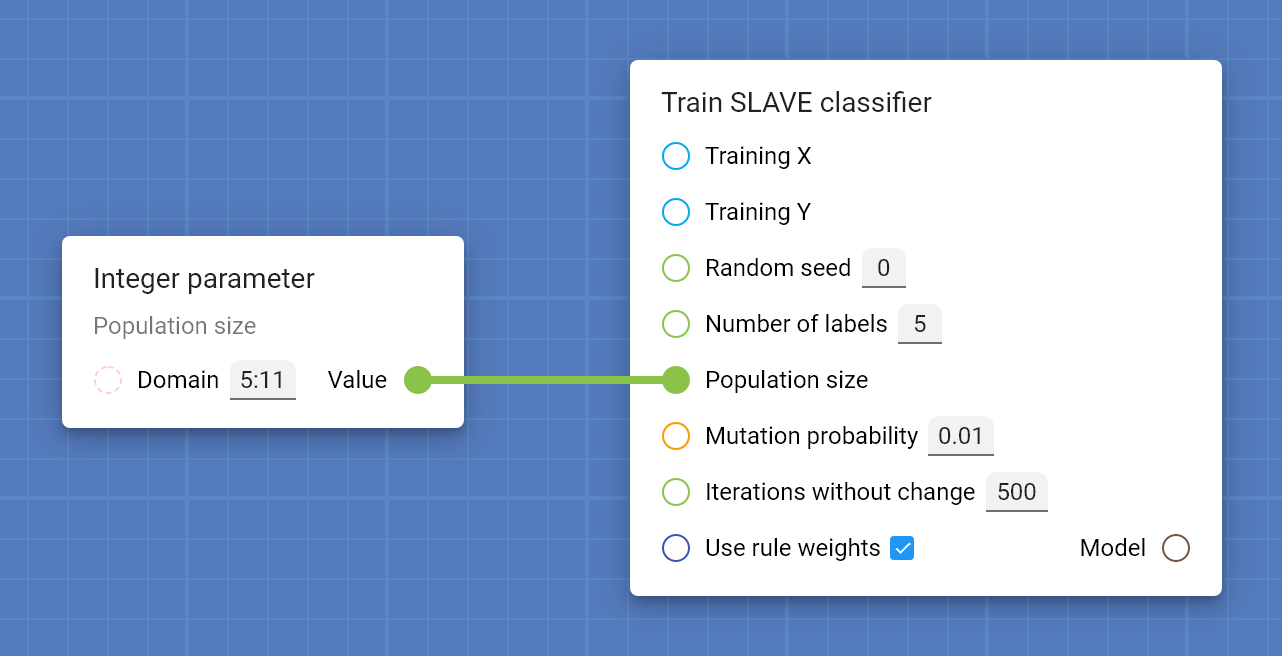 Integer parameter
Population size
Domain 5:11 Value
Train SLAVE classifier
Training X
Training Y
Random seed 0
Number of labels 5
Population size
Mutation probability 0.01
Iterations without change 500
Use rule weights Model